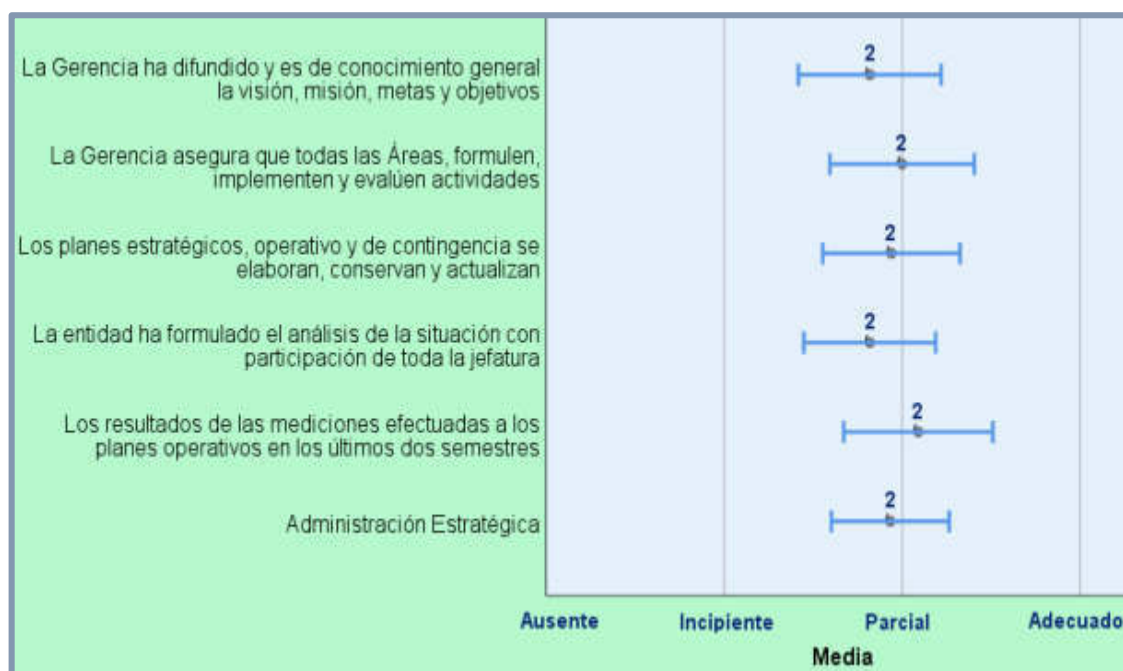 2
La Gerencia ha difundido y es de conocimiento general
la visión, misión, metas y objetivos
2
La Gerencia asegura que todas las Áreas, formulen,
implementen y evalúen actividades
2
Los planes estratégicos, operativo y de contingencia se
elaboran, conservan y actualizan
2
La entidad ha formulado el análisis de la situación con
participación de toda la jefatura
2
Los resultados de las mediciones efectuadas a los
planes operativos en los últimos dos semestres
2
Administración Estratégica
Ausente Incipiente Parcial Adecuado
Media